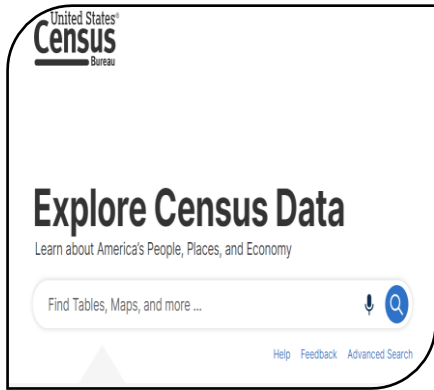 United States®
Census
Bureau
Explore Census Data
Learn about America's People, Places, and Economy
Find Tables, Maps, and more ...
Help Feedback Advanced Search